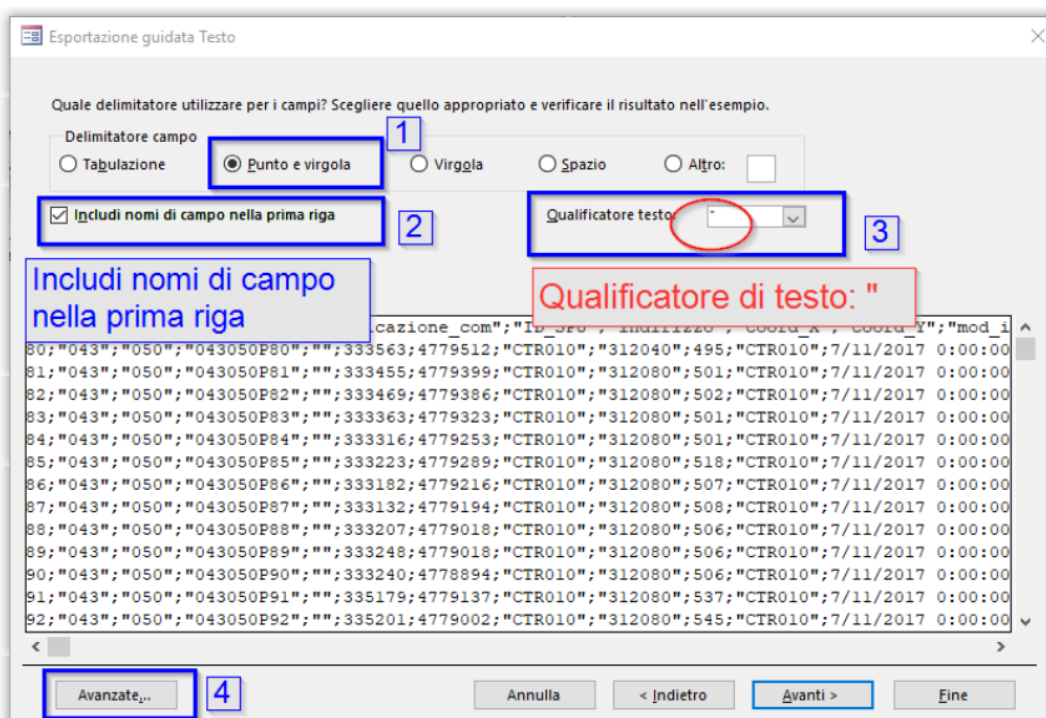 Esportazione guidata Testo
Quale delimitatore utilizzare per i campi? Scegliere quello appropriato e verificare il risultato nell'esempio.
Delimitatore campo
1
Tabulazione Punto e virgola Virgola Spazio Altro:
Includi nomi di campo nella prima riga
2
Qualificatore testo: "
3
Includi nomi di campo
nella prima riga
Qualificatore di testo: "
icazione_com";"ID_SPU";"Indirizzo";"Coord_X";"Coord_Y";"mod_i
80;"043";"050";"043050P80";"";333563;4779512;"CTR010";"312040";495;"CTR010";7/11/2017 0:00:00
81;"043";"050";"043050P81";"";333455;4779399;"CTR010";"312080";501;"CTR010";7/11/2017 0:00:00
82;"043";"050";"043050P82";"";333469;4779386;"CTR010";"312080";502;"CTR010";7/11/2017 0:00:00
83;"043";"050";"043050P83";"";333363;4779323;"CTR010";"312080";501;"CTR010";7/11/2017 0:00:00
84;"043";"050";"043050P84";"";333316;4779253;"CTR010";"312080";501;"CTR010";7/11/2017 0:00:00
85;"043";"050";"043050P85";"";333223;4779289;"CTR010";"312080";518;"CTR010";7/11/2017 0:00:00
86;"043";"050";"043050P86";"";333182;4779216;"CTR010";"312080";507;"CTR010";7/11/2017 0:00:00
87;"043";"050";"043050P87";"";333132;4779194;"CTR010";"312080";508;"CTR010";7/11/2017 0:00:00
88;"043";"050";"043050P88";"";333207;4779018;"CTR010";"312080";506;"CTR010";7/11/2017 0:00:00
89;"043";"050";"043050P89";"";333248;4779018;"CTR010";"312080";506;"CTR010";7/11/2017 0:00:00
90;"043";"050";"043050P90";"";333240;4778894;"CTR010";"312080";506;"CTR010";7/11/2017 0:00:00
91;"043";"050";"043050P91";"";335179;4779137;"CTR010";"312080";537;"CTR010";7/11/2017 0:00:00
92;"043";"050";"043050P92";"";335201;4779002;"CTR010";"312080";545;"CTR010";7/11/2017 0:00:00
Avanzate... 4 Annulla < Indietro Avanti > Fine